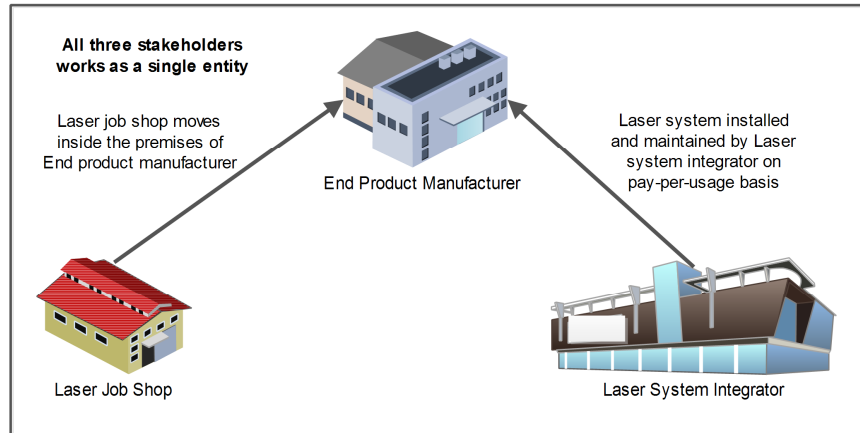 All three stakeholders
works as a single entity
Laser job shop moves
inside the premises of
End product manufacturer
Laser system installed
and maintained by Laser
system integrator on
pay-per-usage basis
End Product Manufacturer
Laser Job Shop
Laser System Integrator